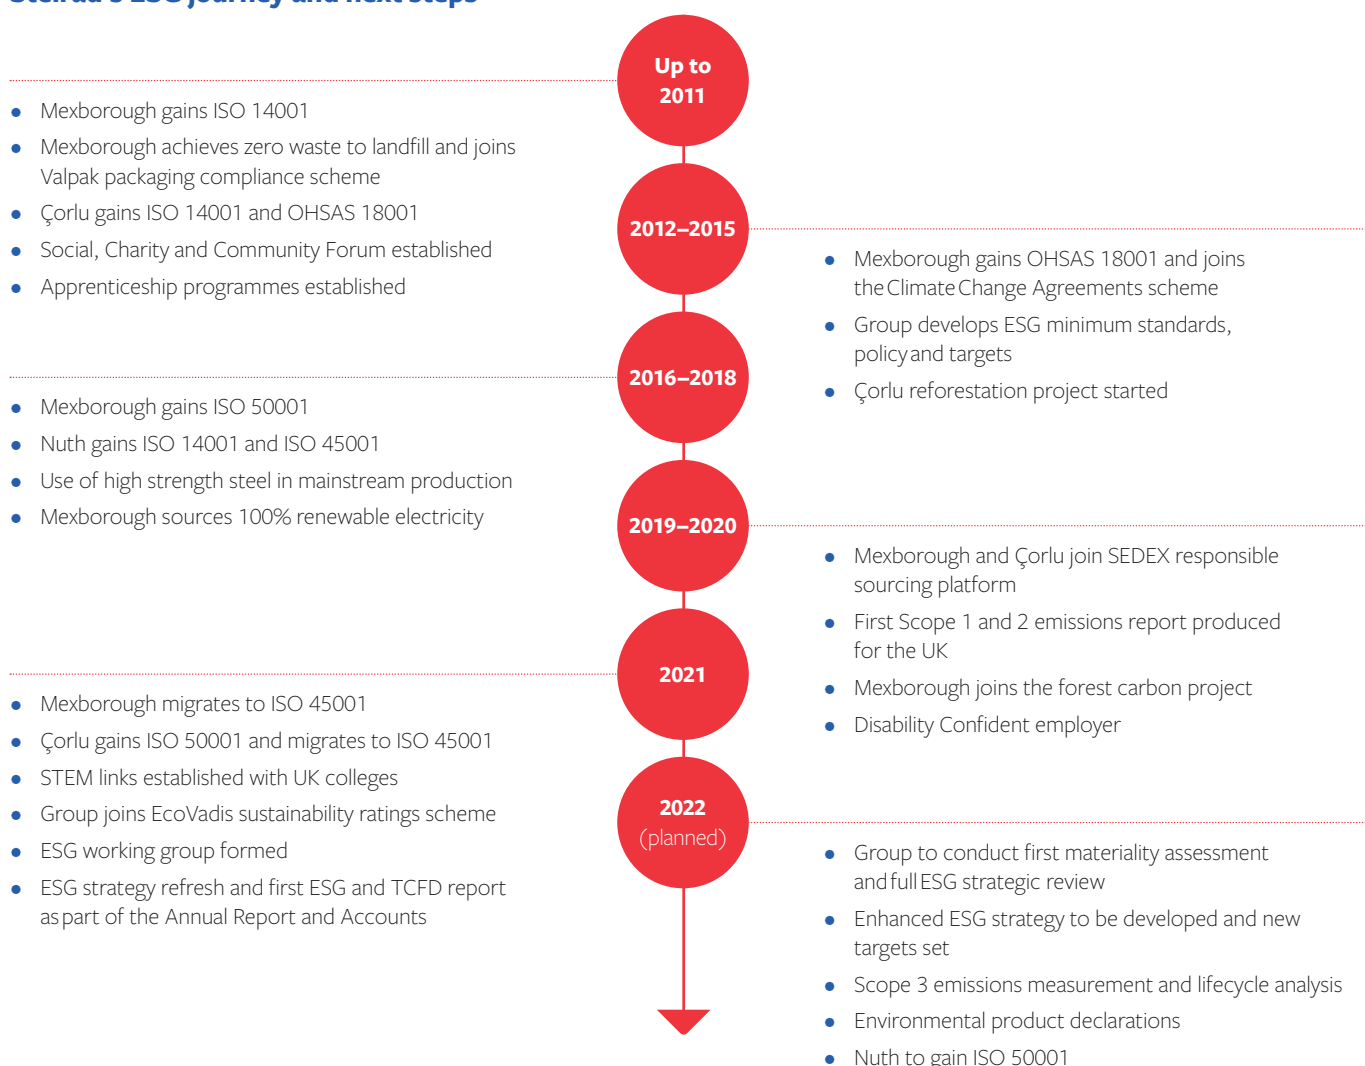 Stelrad's ESG journey and next steps
Up to
2011
• Mexborough gains ISO 14001
• Mexborough achieves zero waste to landfill and joins
Valpak packaging compliance scheme
• Çorlu gains ISO 14001 and OHSAS 18001
• Social, Charity and Community Forum established
• Apprenticeship programmes established
2012–2015
• Mexborough gains OHSAS 18001 and joins
the Climate Change Agreements scheme
• Group develops ESG minimum standards,
policy and targets
• Çorlu reforestation project started
2016–2018
• Mexborough gains ISO 50001
• Nuth gains ISO 14001 and ISO 45001
• Use of high strength steel in mainstream production
• Mexborough sources 100% renewable electricity
2019–2020
• Mexborough and Çorlu join SEDEX responsible
sourcing platform
• First Scope 1 and 2 emissions report produced
for the UK
• Mexborough joins the forest carbon project
• Disability Confident employer
2021
• Mexborough migrates to ISO 45001
• Çorlu gains ISO 50001 and migrates to ISO 45001
• STEM links established with UK colleges
• Group joins EcoVadis sustainability ratings scheme
• ESG working group formed
• ESG strategy refresh and first ESG and TCFD report
as part of the Annual Report and Accounts
2022
(planned)
• Group to conduct first materiality assessment
and full ESG strategic review
• Enhanced ESG strategy to be developed and new
targets set
• Scope 3 emissions measurement and lifecycle analysis
• Environmental product declarations
• Nuth to gain ISO 50001